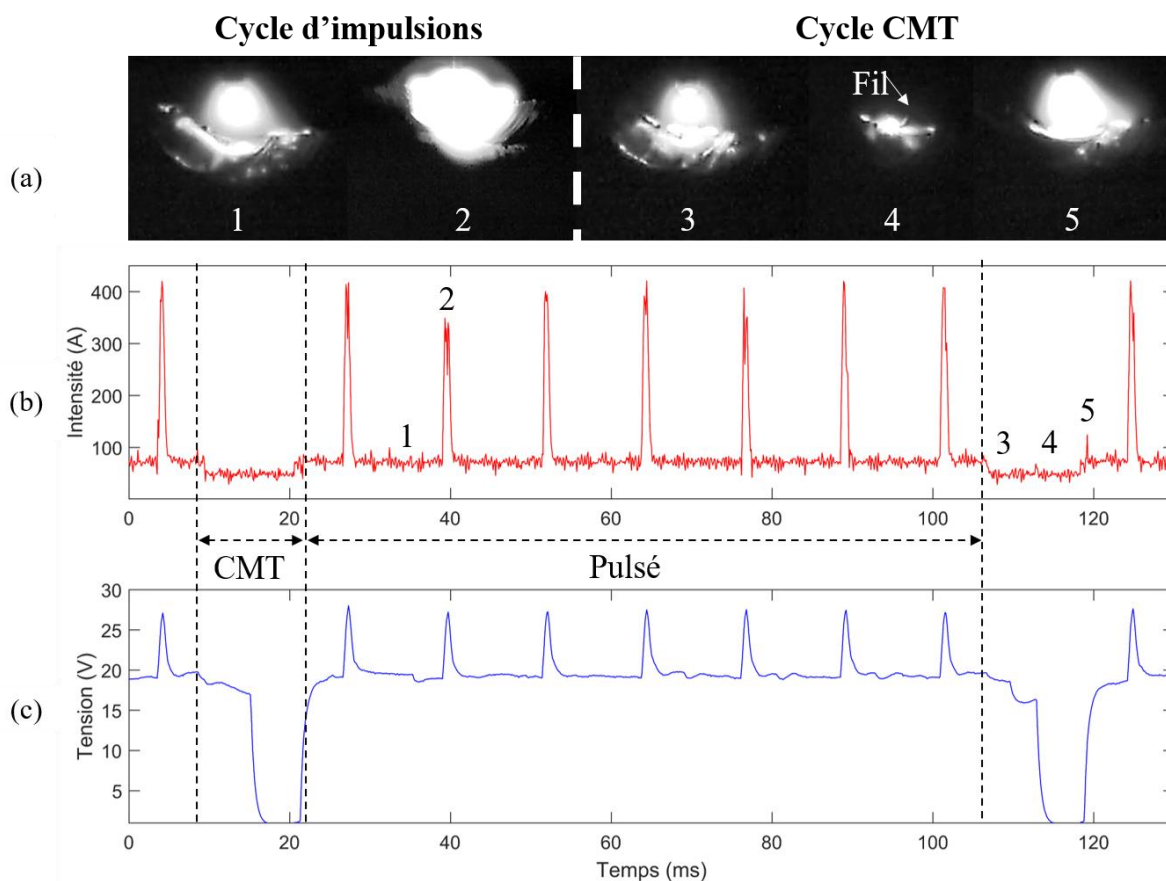 Cycle d’impulsions Cycle CMT
(a)
Fil
1 2 3 4 5
(b)
Intensité (A)
400
300
200
100
2
1
3 4 5
0 20 40 60 80 100 120
CMT Pulsé
(c)
Tension (V)
30
25
20
15
10
5
0 20 40 60 80 100 120
Temps (ms)